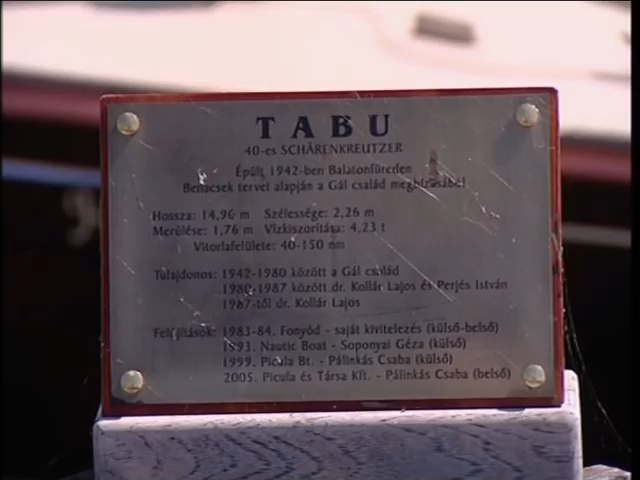 TABU
40-es SCHÄRENKREUTZER
Épült 1942-ben Balatonfüreden
Benacsek tervei alapján a Gál család megbízásából
Hossza: 14,90 m Szélessége: 2,26 m
Merülése: 1,76 m Vízkiszorítása: 4,23 t
Vitorlafelülete: 40-150 nm
Tulajdonos: 1942-1980 között a Gál család
1980-1987 között dr. Kollár Lajos és Perjés István
1987-től dr. Kollár Lajos
Felújítások: 1983-84. Fonyód - saját kivitelezés (külső-belső)
1993. Nautic Boat - Soponyai Géza (külső)
1999. Picula Bt. - Pálinkás Csaba (külső)
2005. Picula és Társa Kft. - Pálinkás Csaba (belső)